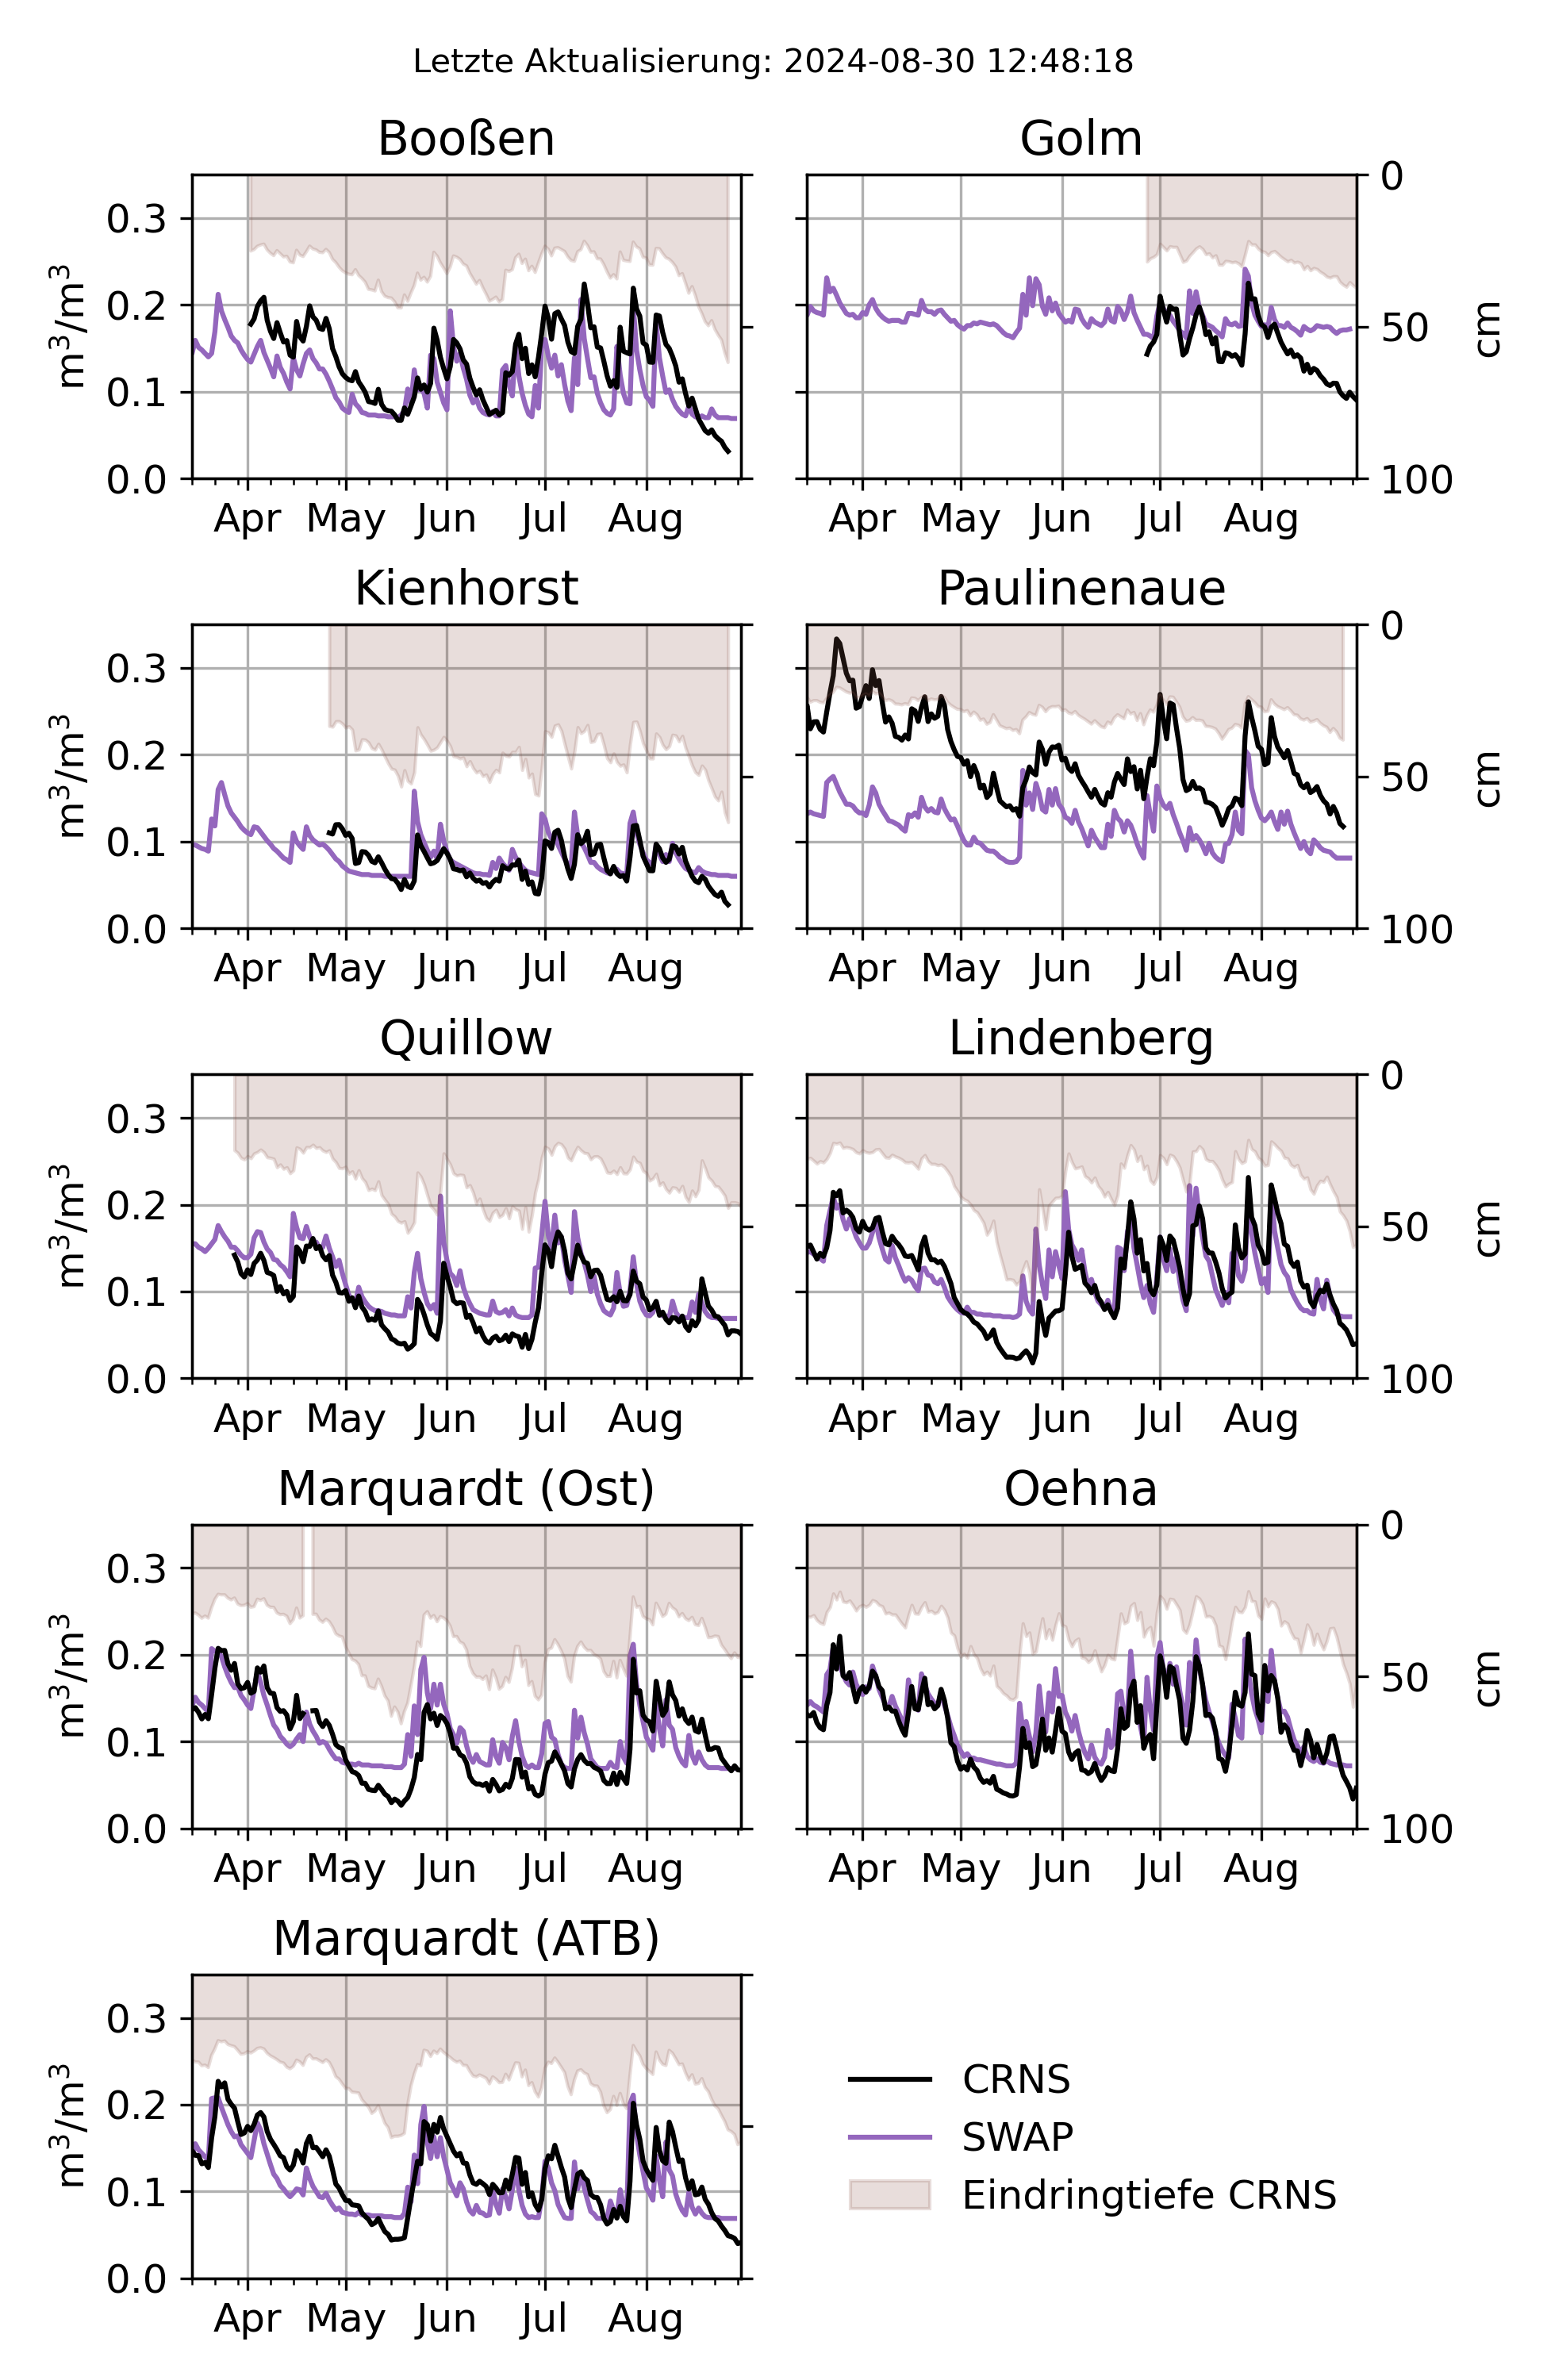 Letzte Aktualisierung: 2024-08-30 12:48:18
Booßen
Golm
0.3
0.2
0.1
0.0
m³/m³
Apr May Jun Jul Aug
Apr May Jun Jul Aug
0
50
100
cm
Kienhorst
Paulinenaue
0.3
0.2
0.1
0.0
m³/m³
Apr May Jun Jul Aug
Apr May Jun Jul Aug
0
50
100
cm
Quillow
Lindenberg
0.3
0.2
0.1
0.0
m³/m³
Apr May Jun Jul Aug
Apr May Jun Jul Aug
0
50
100
cm
Marquardt (Ost)
Oehna
0.3
0.2
0.1
0.0
m³/m³
Apr May Jun Jul Aug
Apr May Jun Jul Aug
0
50
100
cm
Marquardt (ATB)
0.3
0.2
0.1
0.0
m³/m³
Apr May Jun Jul Aug
CRNS
SWAP
Eindringtiefe CRNS